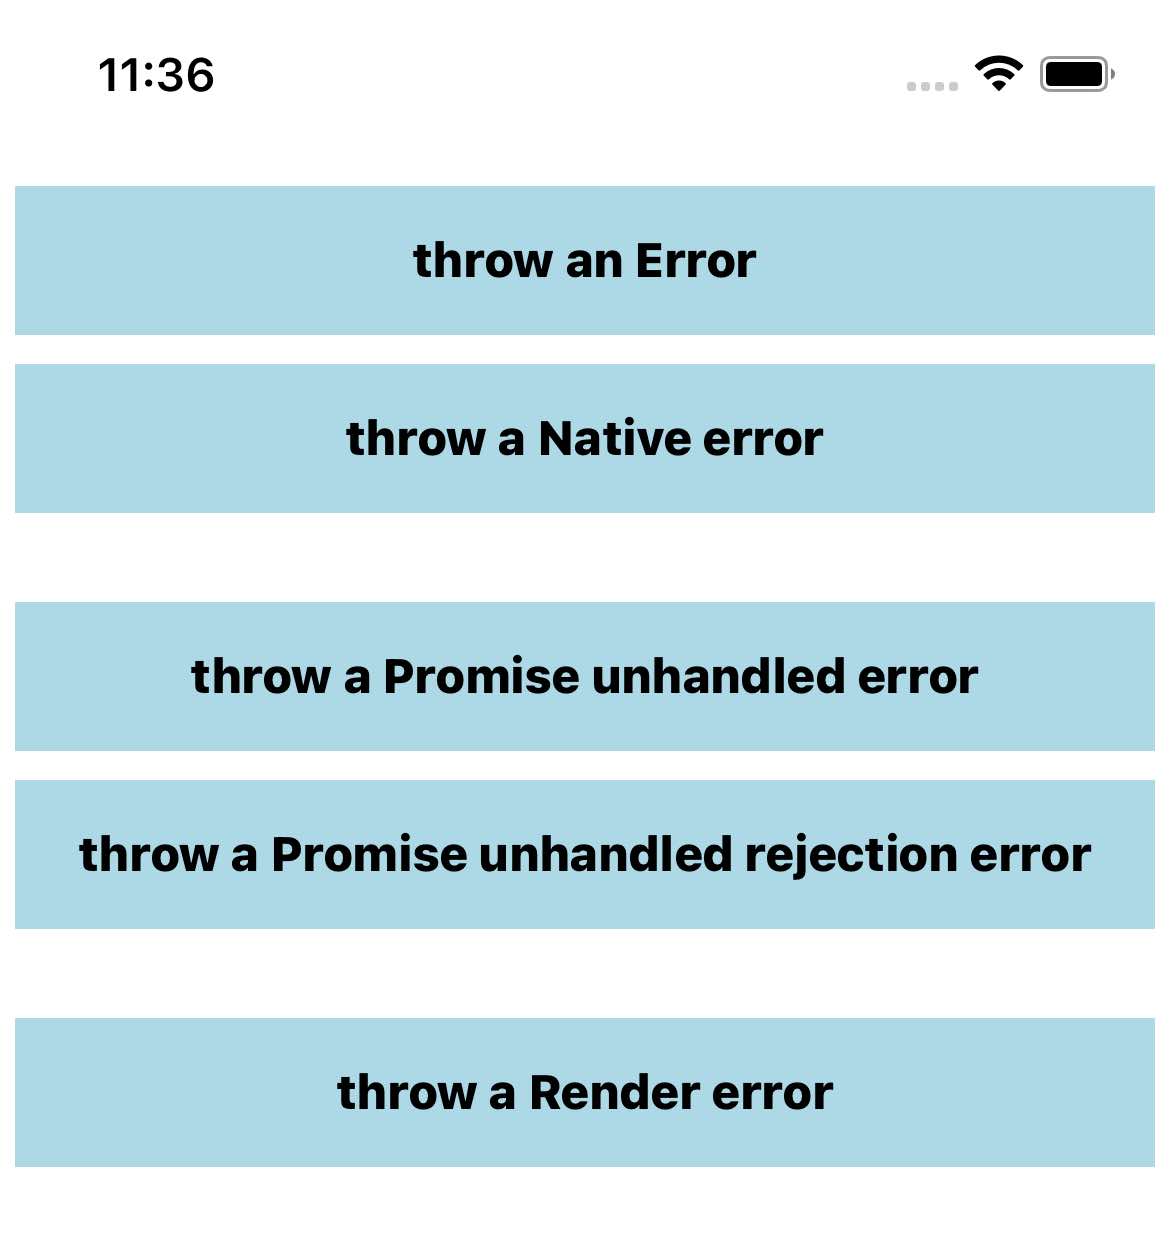 11:36
throw an Error
throw a Native error
throw a Promise unhandled error
throw a Promise unhandled rejection error
throw a Render error